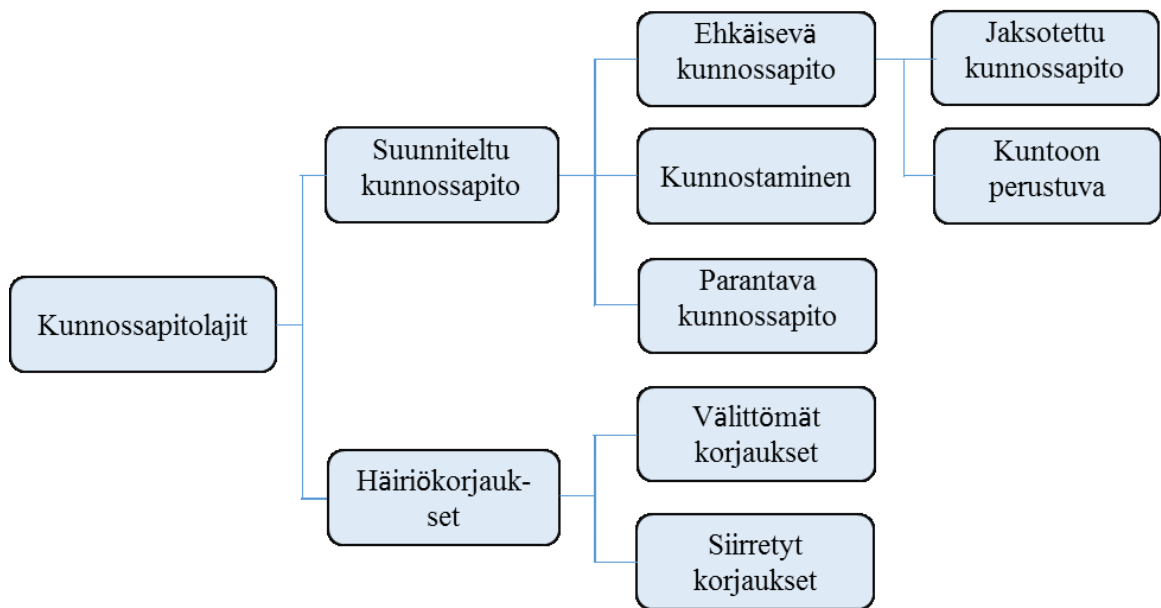 Ehkäisevä
kunnossapito
Jaksotettu
kunnossapito
Suunniteltu
kunnossapito
Kunnostaminen
Kuntoon
perustuva
Kunnossapitolajit
Parantava
kunnossapito
Välittömät
korjaukset
Häiriökorjauk-
set
Siirretyt
korjaukset